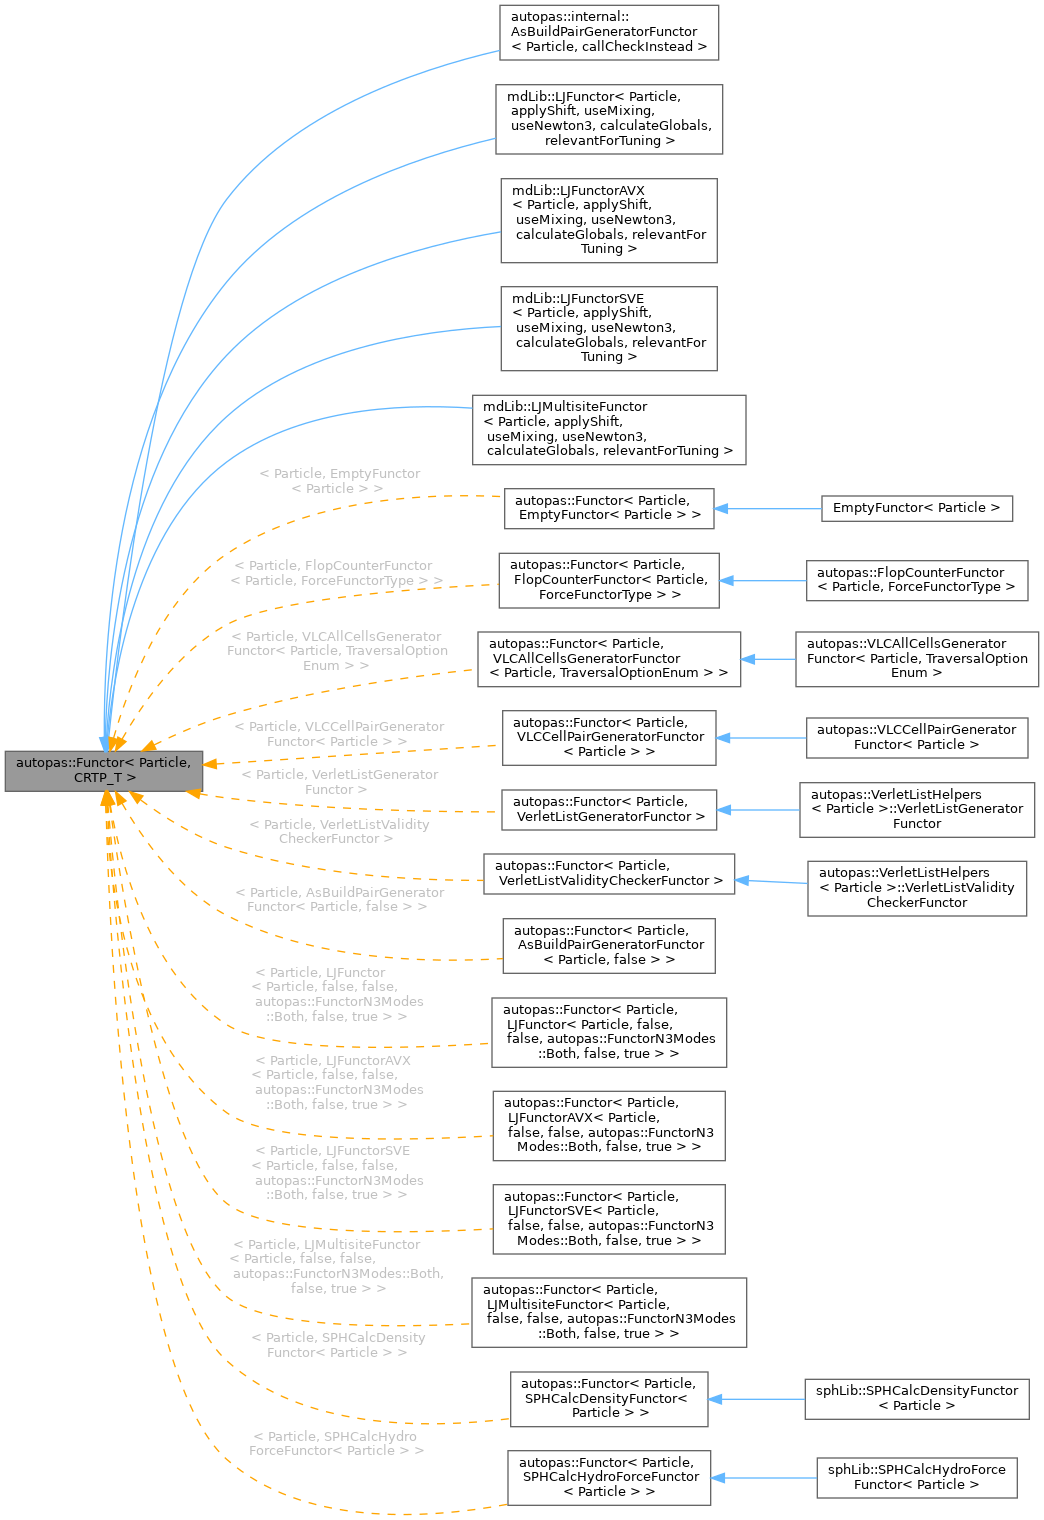 autopas::internal::
AsBuildPairGeneratorFunctor
< Particle, callCheckInstead >
mdLib::LJFunctor< Particle,
applyShift, useMixing,
useNewton3, calculateGlobals,
relevantForTuning >
mdLib::LJFunctorAVX
< Particle, applyShift,
useMixing, useNewton3,
calculateGlobals, relevantFor
Tuning >
mdLib::LJFunctorSVE
< Particle, applyShift,
useMixing, useNewton3,
calculateGlobals, relevantFor
Tuning >
mdLib::LJMultisiteFunctor
< Particle, applyShift,
useMixing, useNewton3,
calculateGlobals, relevantForTuning >
< Particle, EmptyFunctor
< Particle > >
autopas::Functor< Particle,
EmptyFunctor< Particle > >
EmptyFunctor< Particle >
< Particle, FlopCounterFunctor
< Particle, ForceFunctorType > >
autopas::Functor< Particle,
FlopCounterFunctor< Particle,
ForceFunctorType > >
autopas::FlopCounterFunctor
< Particle, ForceFunctorType >
< Particle, VLCAllCellsGenerator
Functor< Particle, TraversalOption
Enum > >
autopas::Functor< Particle,
VLCAllCellsGeneratorFunctor
< Particle, TraversalOptionEnum > >
autopas::VLCAllCellsGenerator
Functor< Particle, TraversalOption
Enum >
< Particle, VLCCellPairGenerator
Functor< Particle > >
autopas::Functor< Particle,
VLCCellPairGeneratorFunctor
< Particle > >
autopas::VLCCellPairGenerator
Functor< Particle >
autopas::Functor< Particle,
CRTP_T >
< Particle, VerletListGenerator
Functor >
autopas::Functor< Particle,
VerletListGeneratorFunctor >
autopas::VerletListHelpers
< Particle >::VerletListGenerator
Functor
< Particle, VerletListValidity
CheckerFunctor >
autopas::Functor< Particle,
VerletListValidityCheckerFunctor >
autopas::VerletListHelpers
< Particle >::VerletListValidity
CheckerFunctor
< Particle, AsBuildPairGenerator
Functor< Particle, false > >
autopas::Functor< Particle,
AsBuildPairGeneratorFunctor
< Particle, false > >
< Particle, LJFunctor
< Particle, false, false,
autopas::FunctorN3Modes
::Both, false, true > >
autopas::Functor< Particle,
LJFunctor< Particle, false,
false, autopas::FunctorN3Modes
::Both, false, true > >
< Particle, LJFunctorAVX
< Particle, false, false,
autopas::FunctorN3Modes
::Both, false, true > >
autopas::Functor< Particle,
LJFunctorAVX< Particle,
false, false, autopas::FunctorN3
Modes::Both, false, true > >
< Particle, LJFunctorSVE
< Particle, false, false,
autopas::FunctorN3Modes
::Both, false, true > >
autopas::Functor< Particle,
LJFunctorSVE< Particle,
false, false, autopas::FunctorN3
Modes::Both, false, true > >
< Particle, LJMultisiteFunctor
< Particle, false, false,
autopas::FunctorN3Modes::Both,
false, true > >
autopas::Functor< Particle,
LJMultisiteFunctor< Particle,
false, false, autopas::FunctorN3Modes
::Both, false, true > >
< Particle, SPHCalcDensity
Functor< Particle > >
autopas::Functor< Particle,
SPHCalcDensityFunctor<
Particle > >
sphLib::SPHCalcDensityFunctor
< Particle >
< Particle, SPHCalcHydro
ForceFunctor< Particle > >
autopas::Functor< Particle,
SPHCalcHydroForceFunctor
< Particle > >
sphLib::SPHCalcHydroForce
Functor< Particle >